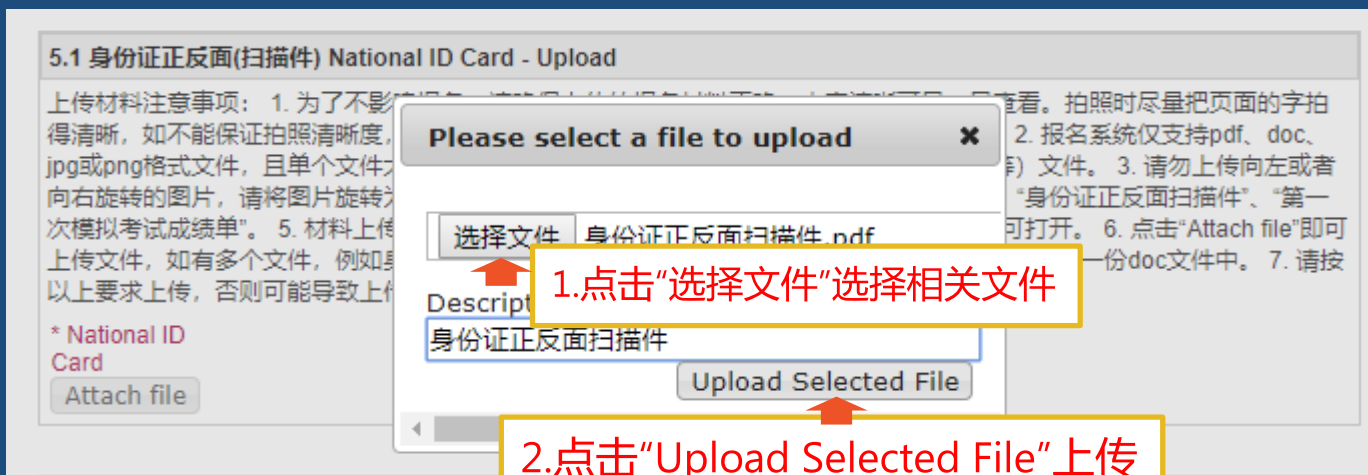 5.1 身份证正反面(扫描件) National ID Card - Upload
上传材料注意事项： 1. 为了不影
查看。拍照时尽量把页面的字拍
得清晰，如不能保证拍照清晰度，
2. 报名系统仅支持pdf、doc、
jpg或png格式文件，且单个文件
）文件。 3. 请勿上传向左或者
向右旋转的图片，请将图片旋转
“身份证正反面扫描件”、“第一
次模拟考试成绩单”。 5. 材料上传
可打开。 6. 点击“Attach file”即可
上传文件，如有多个文件，例如
一份doc文件中。 7. 请按
以上要求上传，否则可能导致上
* National ID
Card
Attach file
Please select a file to upload
选择文件 身份证正反面扫描件.pdf
1.点击“选择文件”选择相关文件
Descript
身份证正反面扫描件
Upload Selected File
2.点击“Upload Selected File”上传